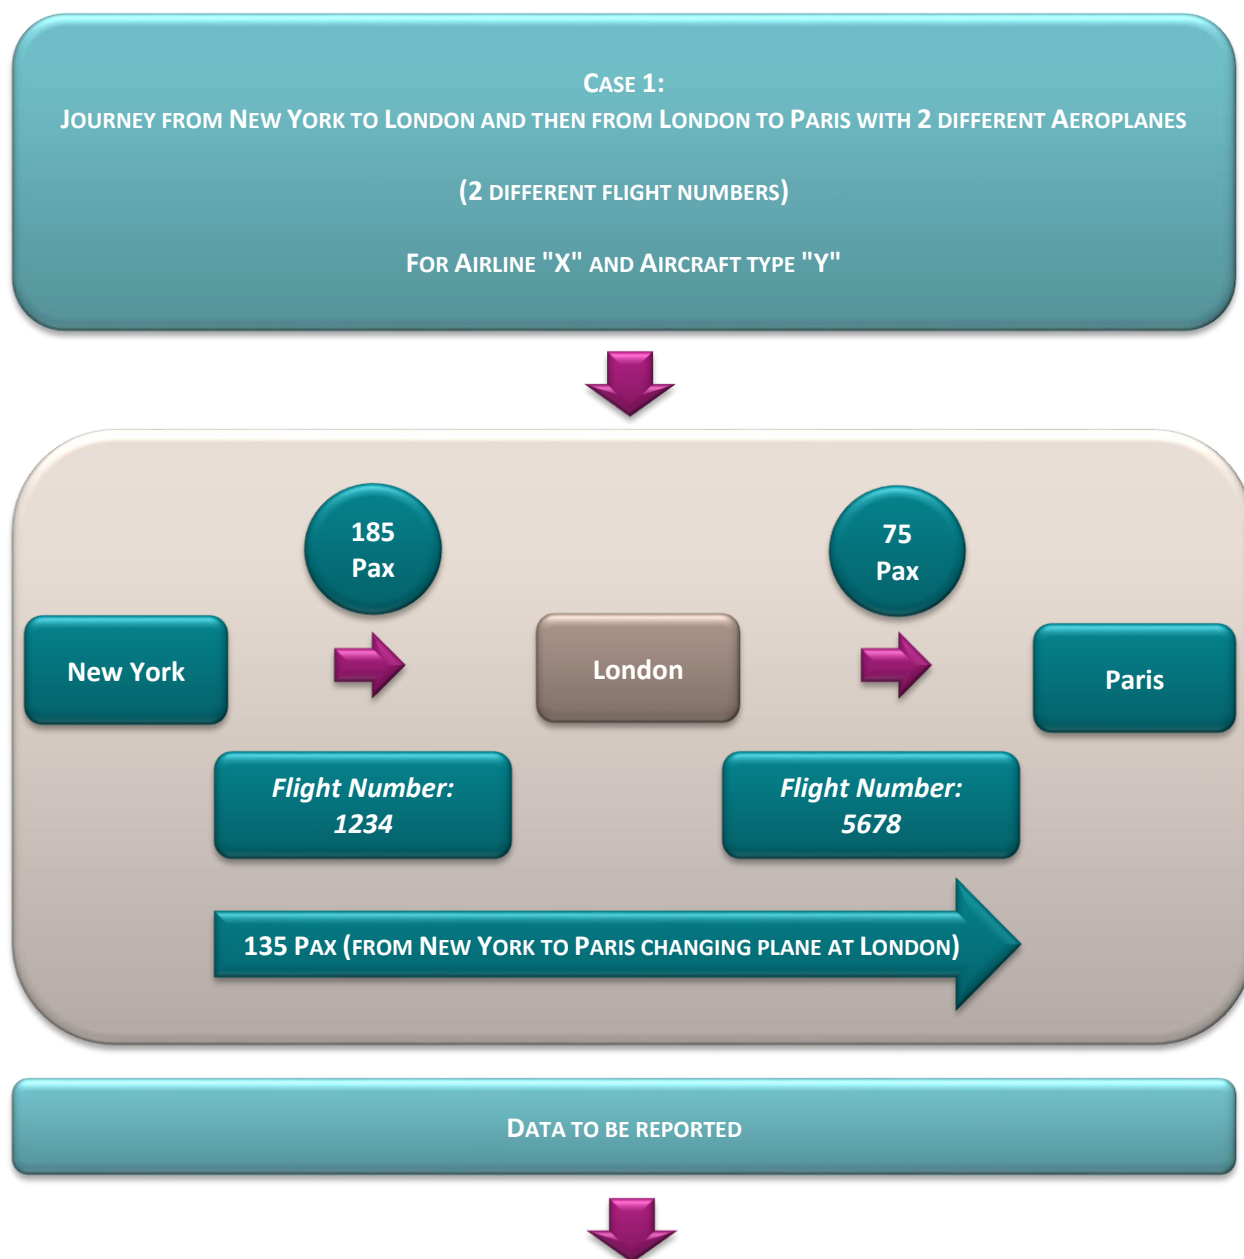 CASE 1:
JOURNEY FROM NEW YORK TO LONDON AND THEN FROM LONDON TO PARIS WITH 2 DIFFERENT AEROPLANES
(2 DIFFERENT FLIGHT NUMBERS)
FOR AIRLINE "X" AND AIRCRAFT TYPE "Y"
185
Pax
75
Pax
New York
London
Paris
Flight Number:
1234
Flight Number:
5678
135 PAX (FROM NEW YORK TO PARIS CHANGING PLANE AT LONDON)
DATA TO BE REPORTED